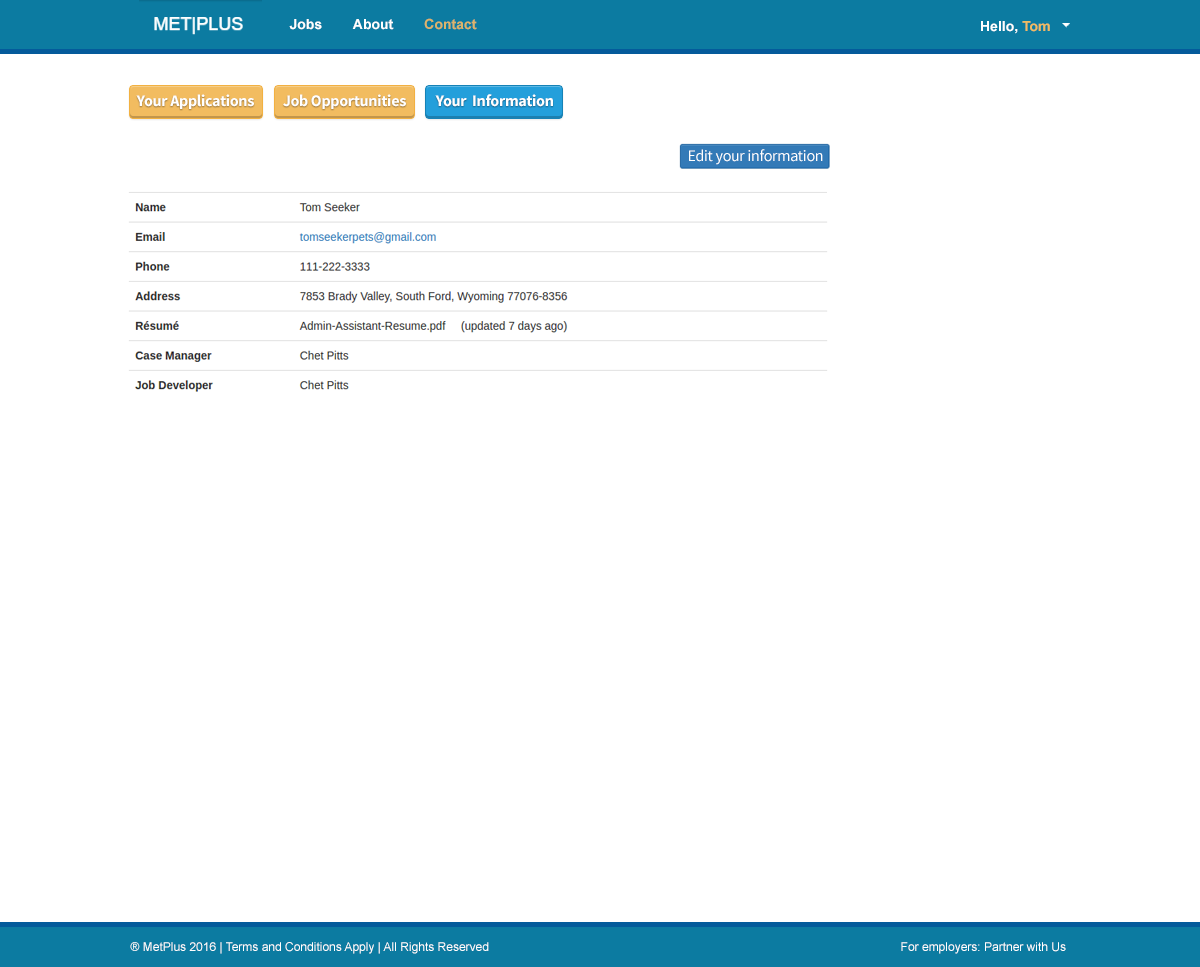 MET|PLUS Jobs About Contact Hello, Tom
Your Applications Job Opportunities Your Information
Edit your information
Name Tom Seeker
Email tomseekerpets@gmail.com
Phone 111-222-3333
Address 7853 Brady Valley, South Ford, Wyoming 77076-8356
Résumé Admin-Assistant-Resume.pdf (updated 7 days ago)
Case Manager Chet Pitts
Job Developer Chet Pitts
® MetPlus 2016 | Terms and Conditions Apply | All Rights Reserved For employers: Partner with Us